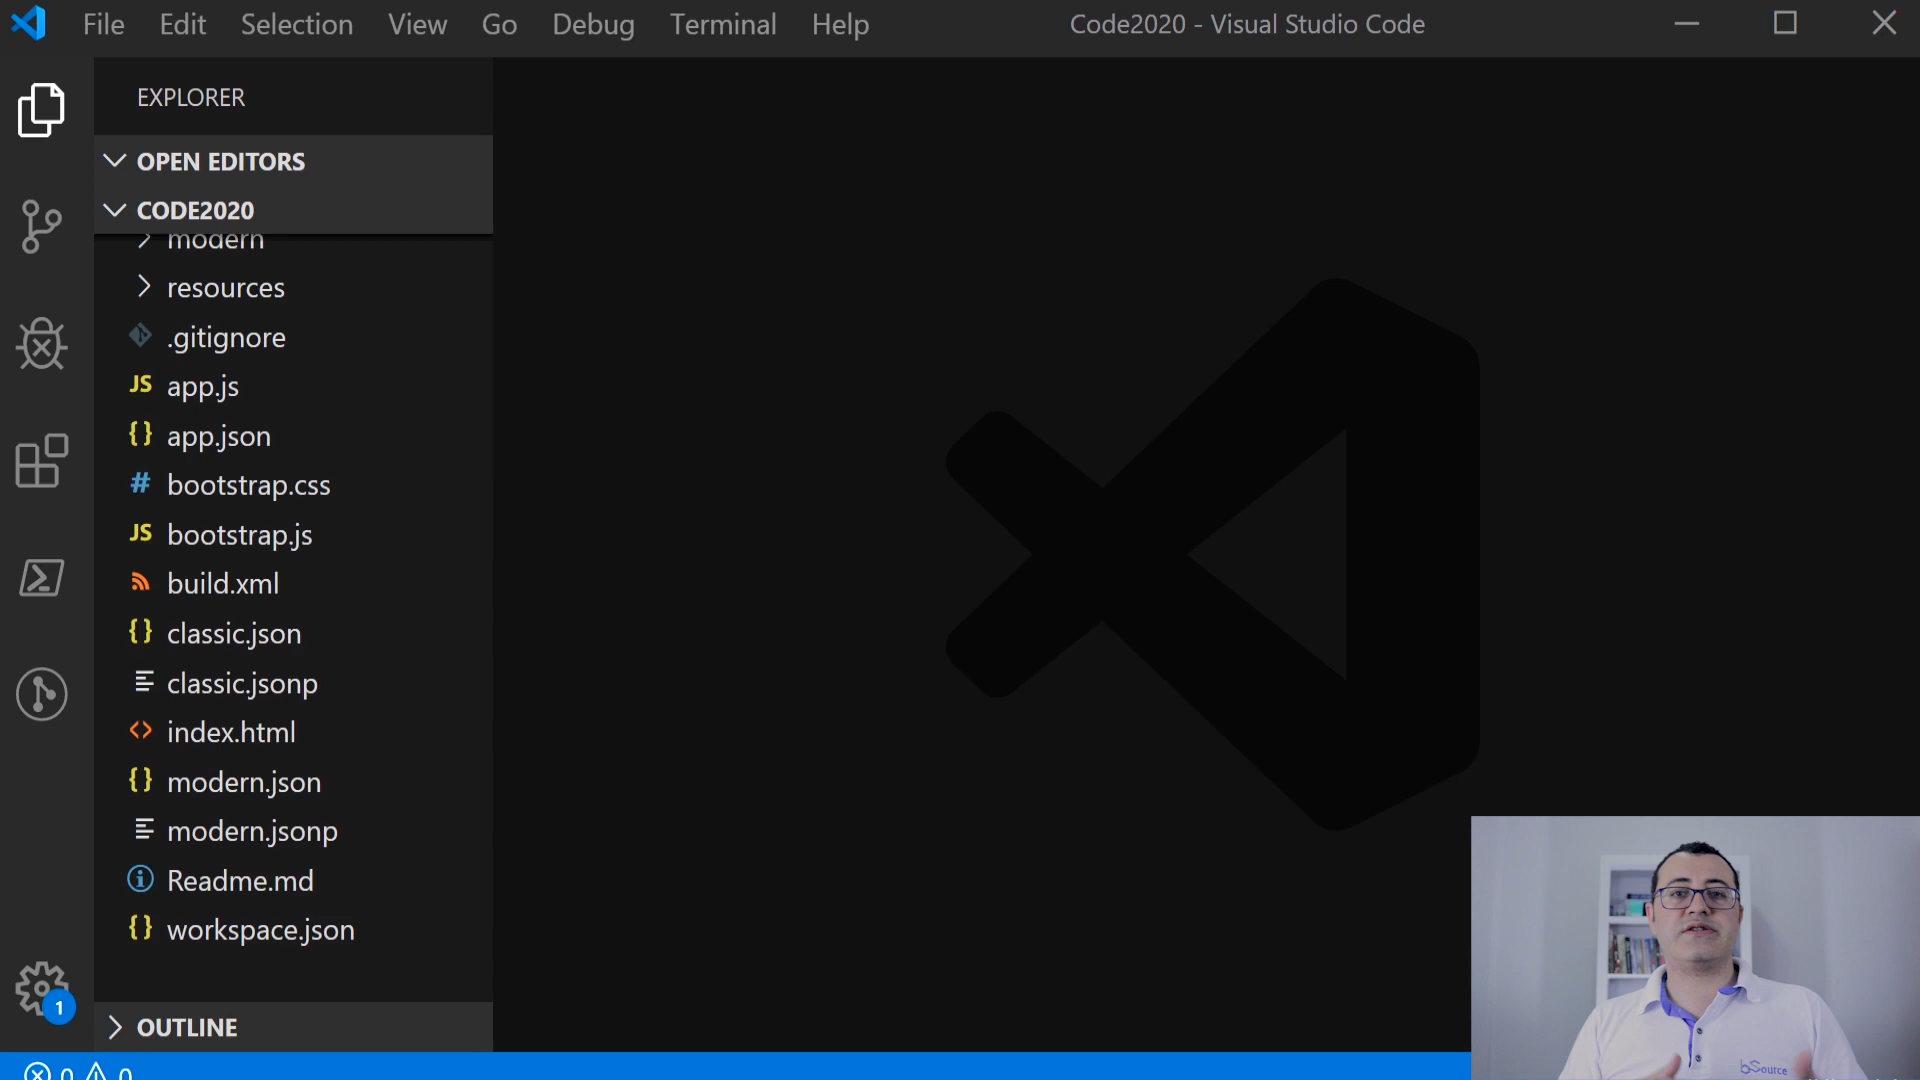 File Edit Selection View Go Debug Terminal Help Code2020 - Visual Studio Code
EXPLORER
OPEN EDITORS
CODE2020
modern
resources
.gitignore
JS app.js
{} app.json
# bootstrap.css
JS bootstrap.js
build.xml
{} classic.json
classic.jsonp
<> index.html
{} modern.json
modern.jsonp
Readme.md
{} workspace.json
1
OUTLINE
0 0
bSource